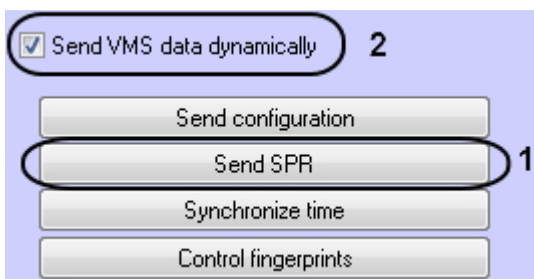 Send VMS data dynamically 2
Send configuration
Send SPR 1
Synchronize time
Control fingerprints